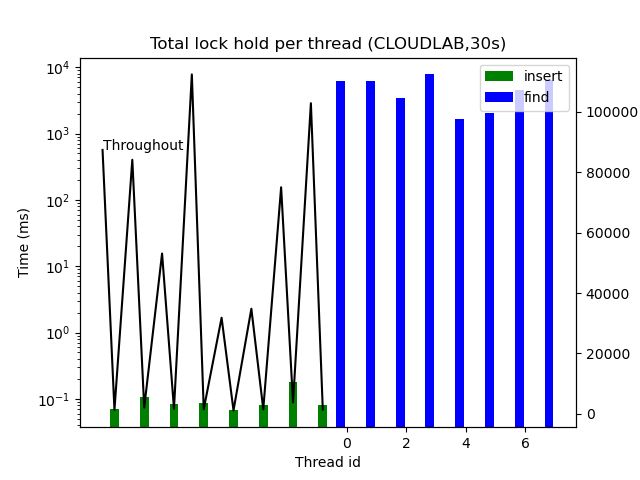 Total lock hold per thread (CLOUDLAB,30s)
insert
find
Throughout
Time (ms)
10^4
10^3
10^2
10^1
10^0
10^−1
100000
80000
60000
40000
20000
0
0 2 4 6
Thread id